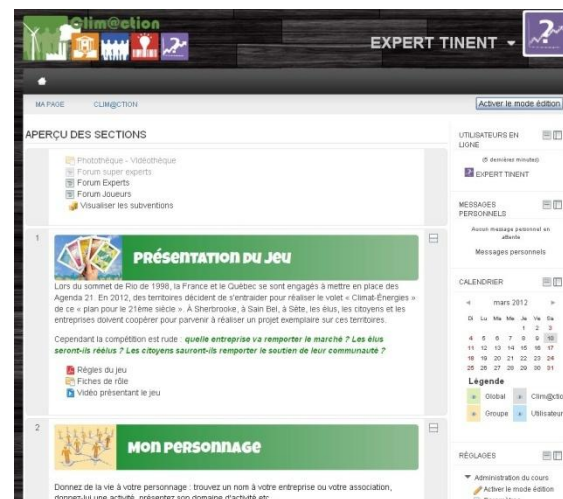 Clim@ction
EXPERT TINENT
MA PAGE
CLIM@CTION
Activer le mode édition
APERÇU DES SECTIONS
Photothèque - Vidéothèque
Forum super experts
Forum Experts
Forum Joueurs
Visualiser les subventions
1
PRÉSENTATION DU JEU
Lors du sommet de Rio de 1998, la France et le Québec se sont engagés à mettre en place des
Agenda 21. En 2012, des territoires décident de s'entraider pour réaliser le volet « Climat-Énergies »
de ce « plan pour le 21ème siècle ». À Sherbrooke, à Sain Bel, à Sète, les élus, les citoyens et les
entreprises doivent coopérer pour parvenir à réaliser un projet exemplaire sur ces territoires.
Cependant la compétition est rude : quelle entreprise va remporter le marché ? Les élus
seront-ils réélus ? Les citoyens sauront-ils remporter le soutien de leur communauté ?
Règles du jeu
Fiches de rôle
Vidéo présentant le jeu
2
MON PERSONNAGE
Donnez de la vie à votre personnage : trouvez un nom à votre entreprise ou votre association,
donnez-lui une activité, présentez son domaine d'activité etc.
UTILISATEURS EN
LIGNE
(5 dernières minutes)
EXPERT TINENT
MESSAGES
PERSONNELS
Aucun message personnel en
attente
Messages personnels
CALENDRIER
mars 2012
Di Lu Ma Me Je Ve Sa
1 2 3
4 5 6 7 8 9 10
11 12 13 14 15 16 17
18 19 20 21 22 23 24
25 26 27 28 29 30 31
Légende
Global
Clim@ctio
Groupe
Utilisateur
RÉGLAGES
Administration du cours
Activer le mode édition